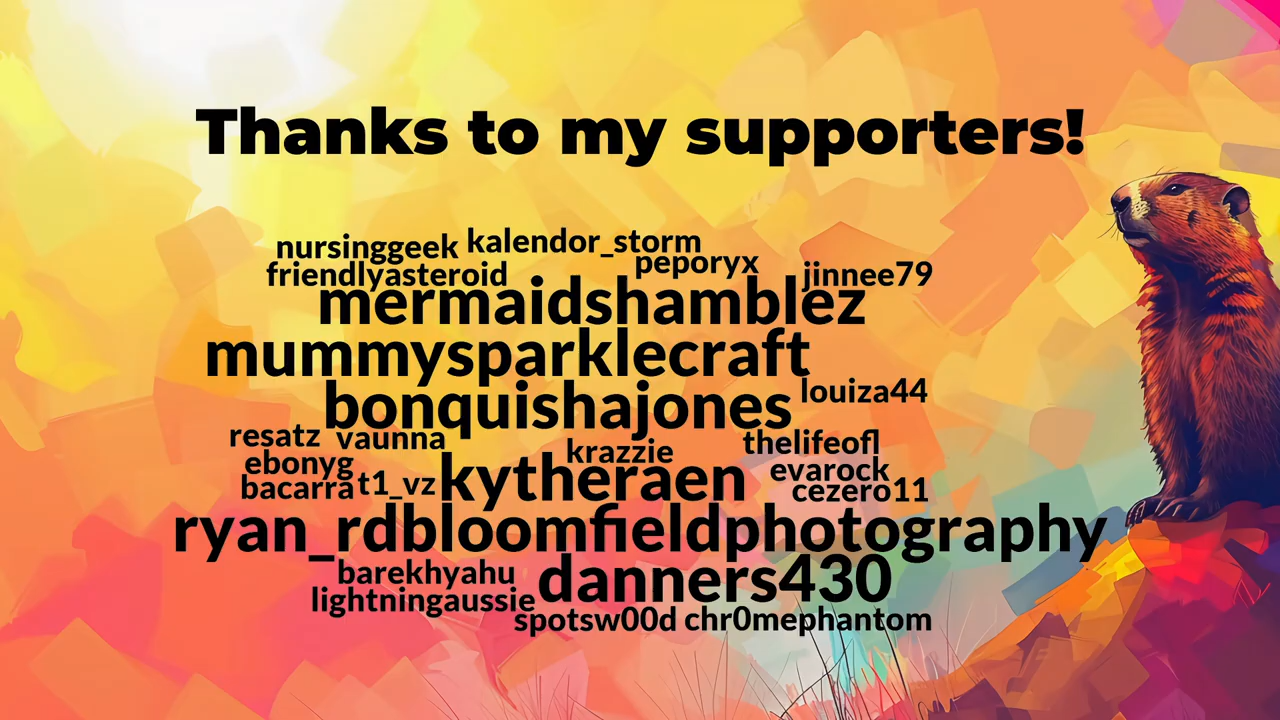 Thanks to my supporters!
nursinggeek kalendor_storm
friendlyasteroid peporyx jinnee79
mermaidshamblez
mummysparklecraft
bonquishajones louiza44
resatz vaunna krazzie thelifeofl
ebonyg kytheraen evarock
bacarra t1_vz cezero11
ryan_rdbloomfieldphotography
barekhyahu danners430
lightningaussie
spotsw00d chr0mephantom